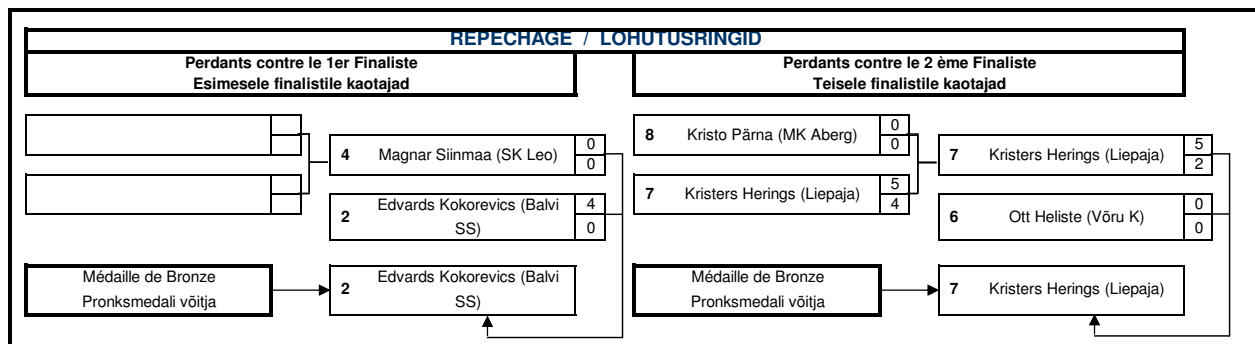 REPECHAGE / LOHUTUSRINGID
Perdants contre le 1er Finaliste
Esimesele finalistile kaotajad
Perdants contre le 2 ème Finaliste
Teisele finalistile kaotajad
4 Magnar Siinmaa (SK Leo) 0
0
2 Edvards Kokorevics (Balvi 4
SS) 0
Médaille de Bronze
Pronksmedali võitja
2 Edvards Kokorevics (Balvi
SS)
8 Kristo Pärna (MK Aberg) 0
0
7 Kristers Herings (Liepaja) 5
4
7 Kristers Herings (Liepaja) 5
2
6 Ott Heliste (Võru K) 0
0
Médaille de Bronze
Pronksmedali võitja
7 Kristers Herings (Liepaja)